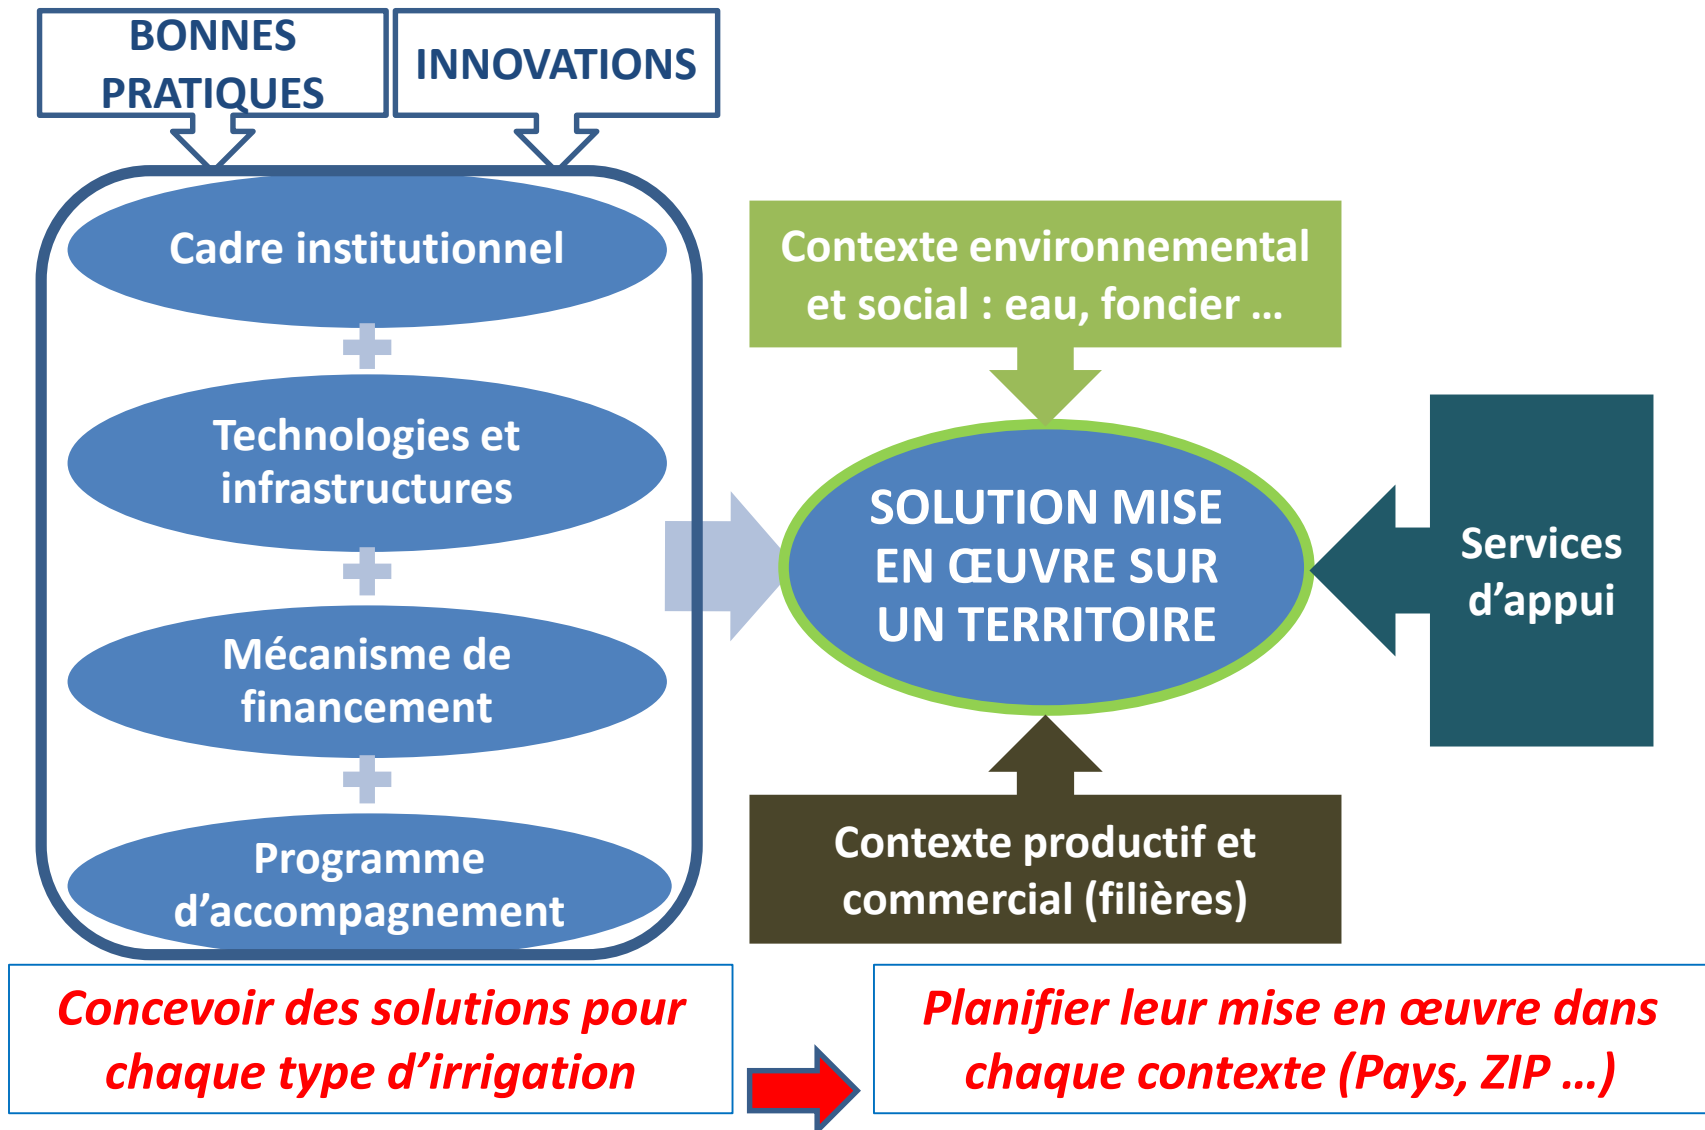 BONNES
PRATIQUES
INNOVATIONS
Cadre institutionnel
Technologies et
infrastructures
Mécanisme de
financement
Programme
d’accompagnement
Contexte environnemental
et social : eau, foncier ...
SOLUTION MISE
EN ŒUVRE SUR
UN TERRITOIRE
Services
d’appui
Contexte productif et
commercial (filières)
Concevoir des solutions pour
chaque type d’irrigation
Planifier leur mise en œuvre dans
chaque contexte (Pays, ZIP ...)